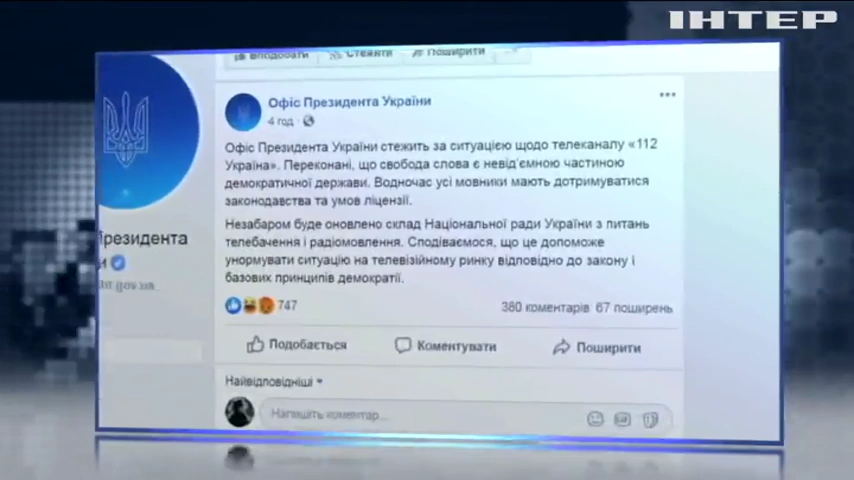 ІНТЕР
Вподобати Стежити Поширити
Офіс Президента України
4 год
Офіс Президента України стежить за ситуацією щодо телеканалу «112
Україна». Переконані, що свобода слова є невід'ємною частиною
демократичної держави. Водночас усі мовники мають дотримуватися
законодавства та умов ліцензії.
Незабаром буде оновлено склад Національної ради України з питань
телебачення і радіомовлення. Сподіваємося, що це допоможе
унормувати ситуацію на телевізійному ринку відповідно до закону і
базових принципів демократії.
Президента
747
380 коментарів 67 поширень
Подобається Коментувати Поширити
Найвідповідніші
Напишіть коментар...
GIF